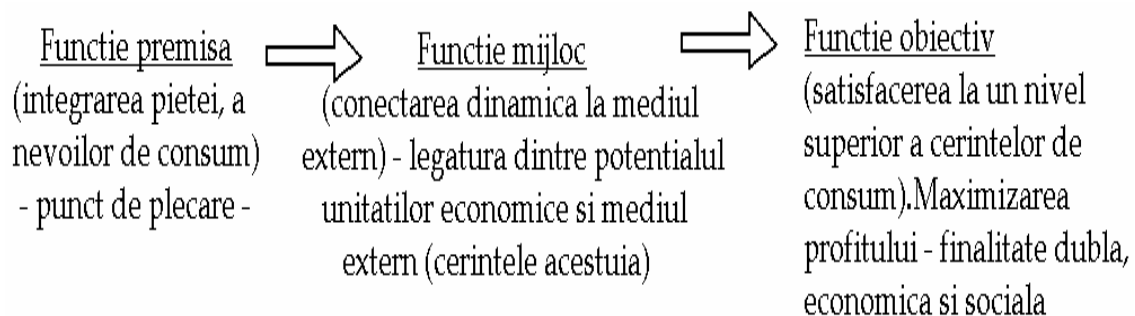 Functie premisa
(integrarea pietei, a
nevoilor de consum)
- punct de plecare -
Functie mijloc
(conectarea dinamica la mediul
extern) - legatura dintre potentialul
unitatilor economice si mediul
extern (cerintele acestuia)
Functie obiectiv
(satisfacerea la un nivel
superior a cerintelor de
consum).Maximizarea
profitului - finalitate dubla,
economica si sociala